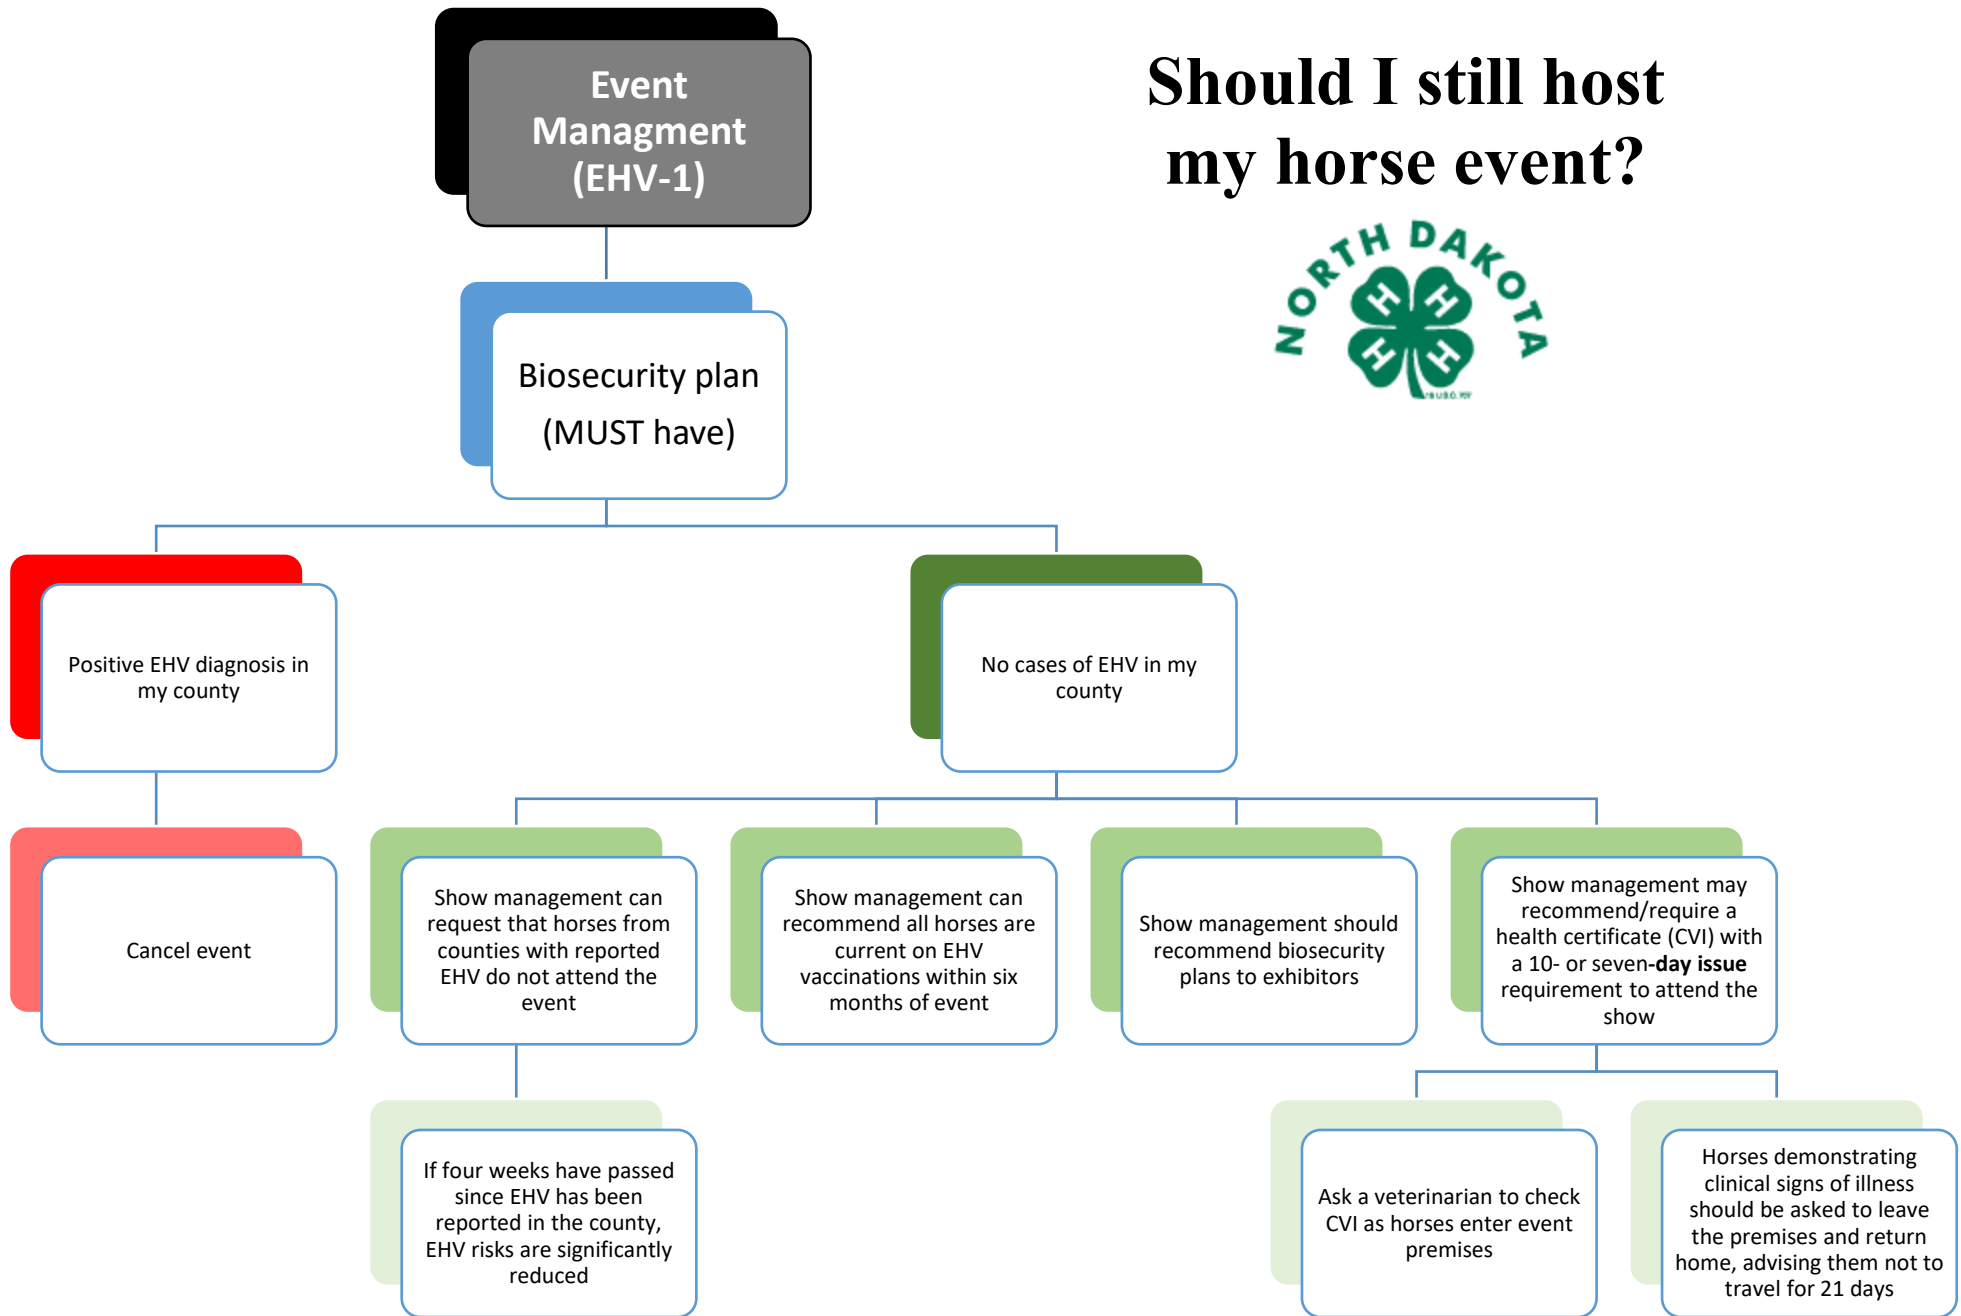 Event
Managment
(EHV-1)
Should I still host
my horse event?
NORTH DAKOTA
H H
H H
18 U.S.C. 707
Biosecurity plan
(MUST have)
Positive EHV diagnosis in
my county
No cases of EHV in my
county
Cancel event
Show management can
request that horses from
counties with reported
EHV do not attend the
event
Show management can
recommend all horses are
current on EHV
vaccinations within six
months of event
Show management should
recommend biosecurity
plans to exhibitors
Show management may
recommend/require a
health certificate (CVI) with
a 10- or seven-day issue
requirement to attend the
show
If four weeks have passed
since EHV has been
reported in the county,
EHV risks are significantly
reduced
Ask a veterinarian to check
CVI as horses enter event
premises
Horses demonstrating
clinical signs of illness
should be asked to leave
the premises and return
home, advising them not to
travel for 21 days